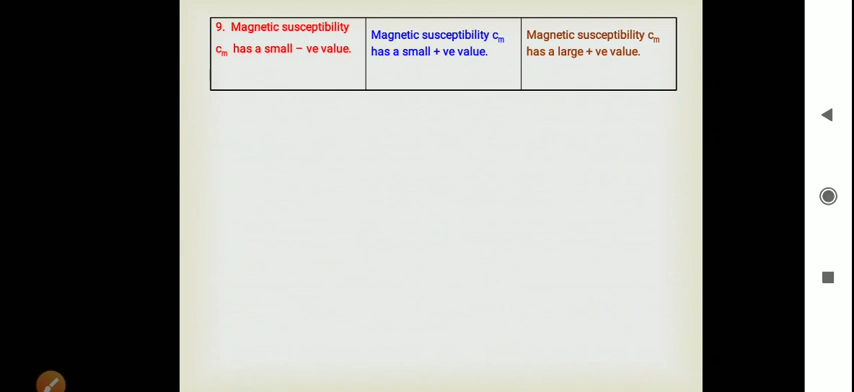 9. Magnetic susceptibility
cm has a small – ve value.
Magnetic susceptibility cm
has a small + ve value.
Magnetic susceptibility cm
has a large + ve value.